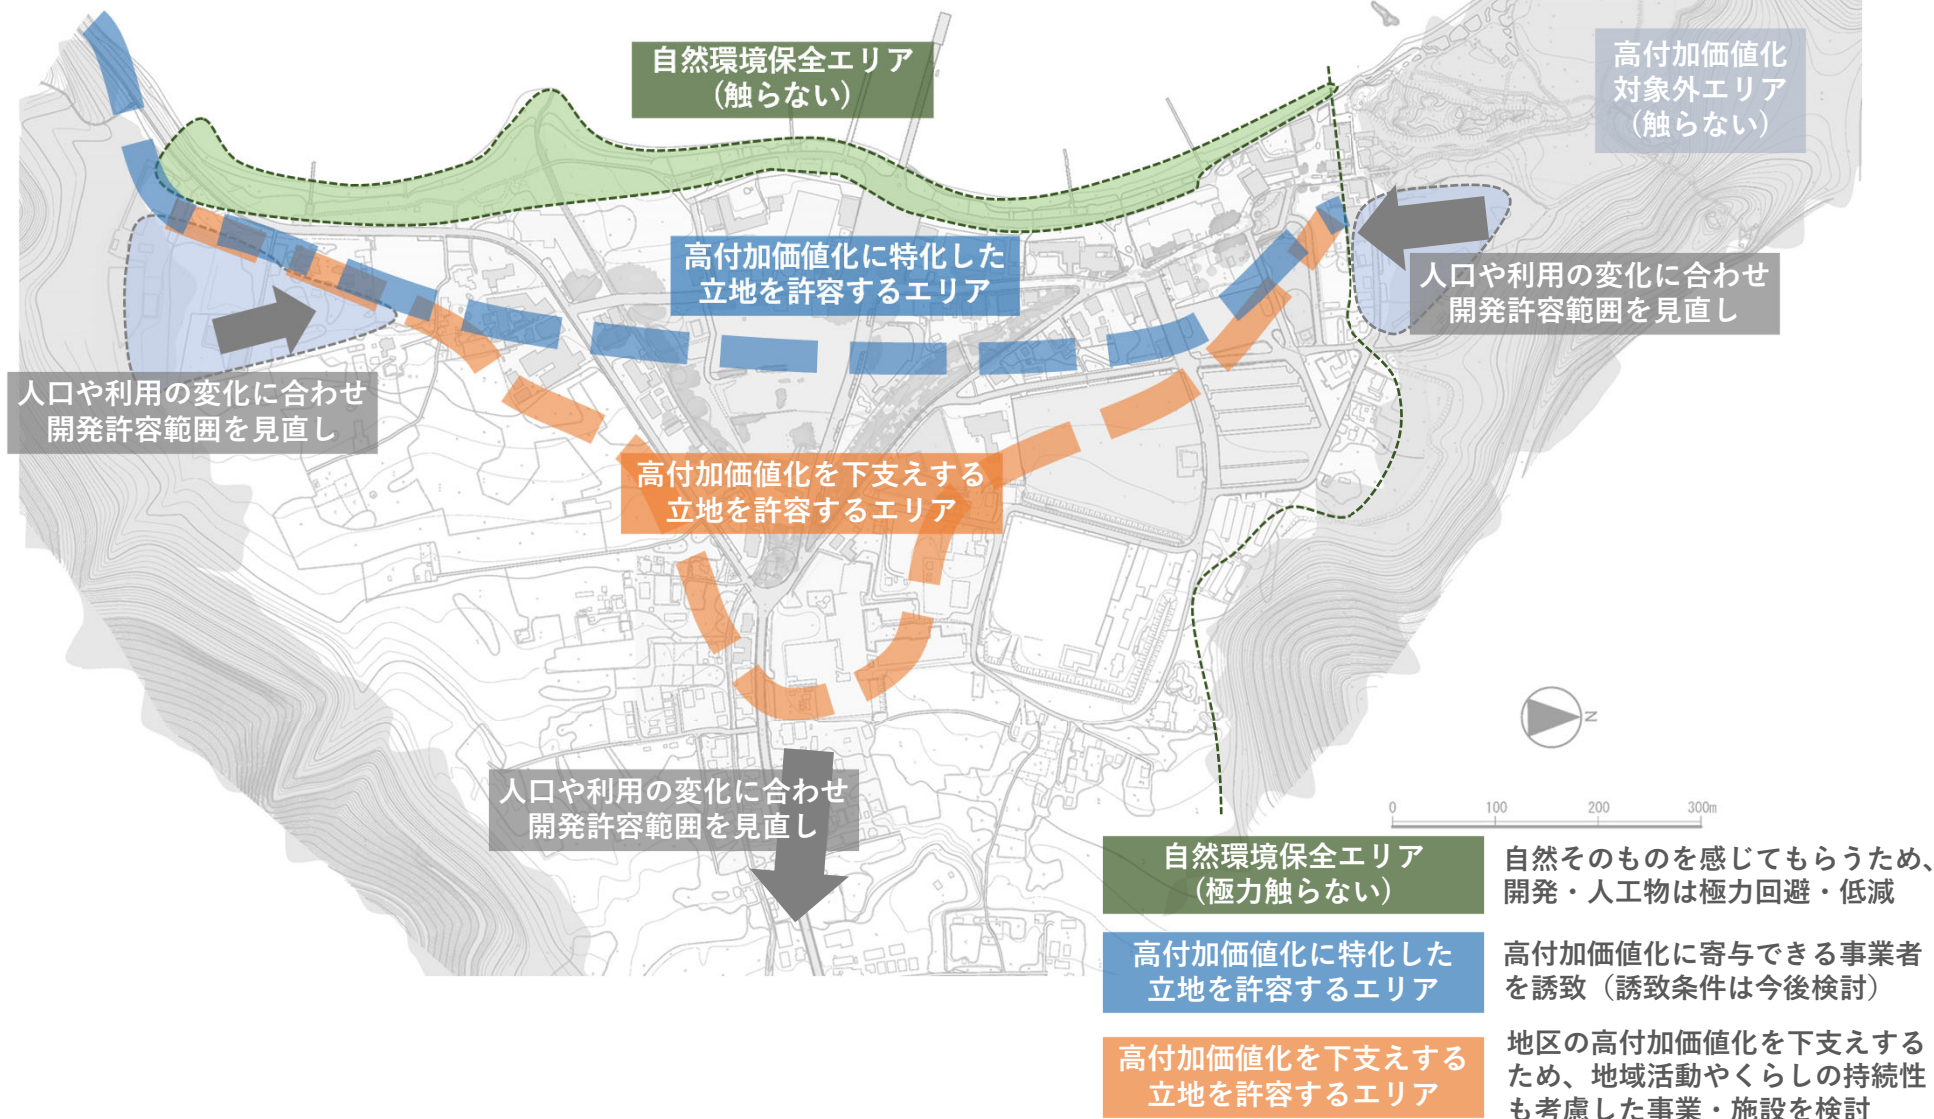 自然環境保全エリア
（触らない）
高付加価値化
対象外エリア
（触らない）
高付加価値化に特化した
立地を許容するエリア
人口や利用の変化に合わせ
開発許容範囲を見直し
人口や利用の変化に合わせ
開発許容範囲を見直し
高付加価値化を下支えする
立地を許容するエリア
人口や利用の変化に合わせ
開発許容範囲を見直し
N
0 100 200 300m
自然環境保全エリア
（極力触らない）
自然そのものを感じてもらうため、
開発・人工物は極力回避・低減
高付加価値化に特化した
立地を許容するエリア
高付加価値化に寄与できる事業者
を誘致（誘致条件は今後検討）
高付加価値化を下支えする
立地を許容するエリア
地区の高付加価値化を下支えする
ため、地域活動やくらしの持続性
も考慮した事業・施設を検討